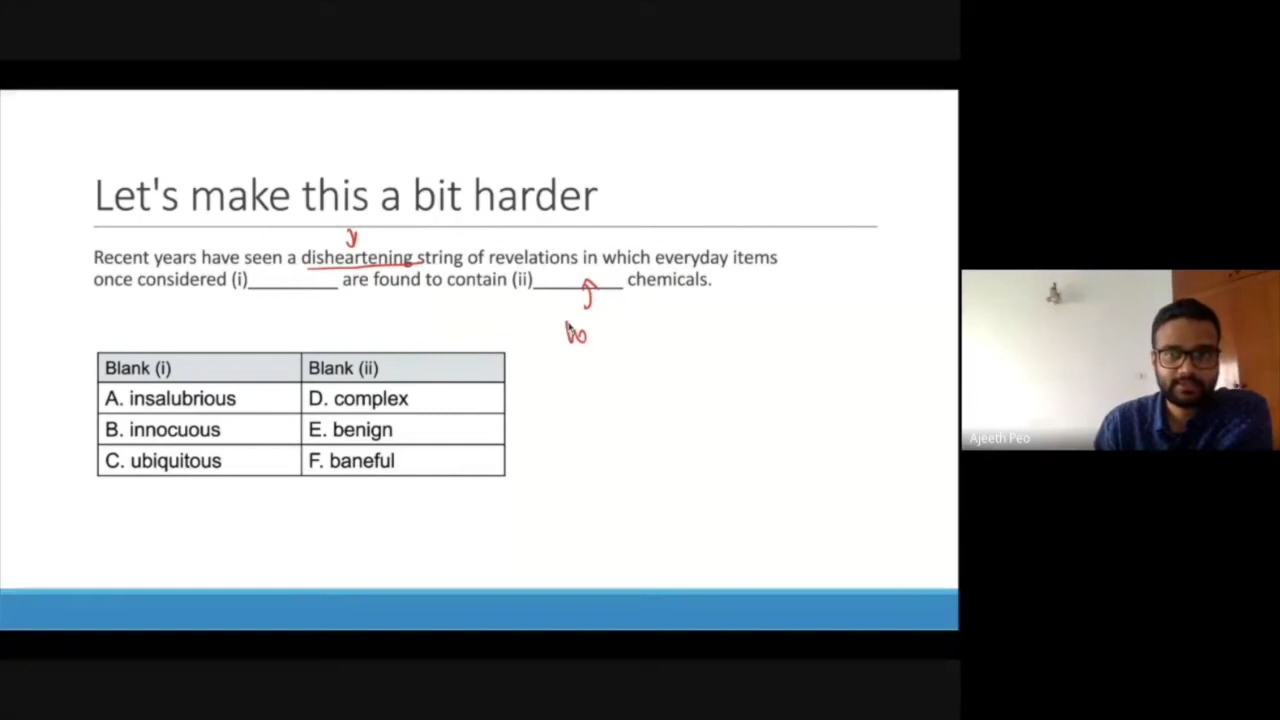 Let's make this a bit harder
Recent years have seen a disheartening string of revelations in which everyday items
once considered (i)__________ are found to contain (ii)__________ chemicals.
Blank (i) Blank (ii)
A. insalubrious D. complex
B. innocuous E. benign
C. ubiquitous F. baneful
Ajeeth Peo